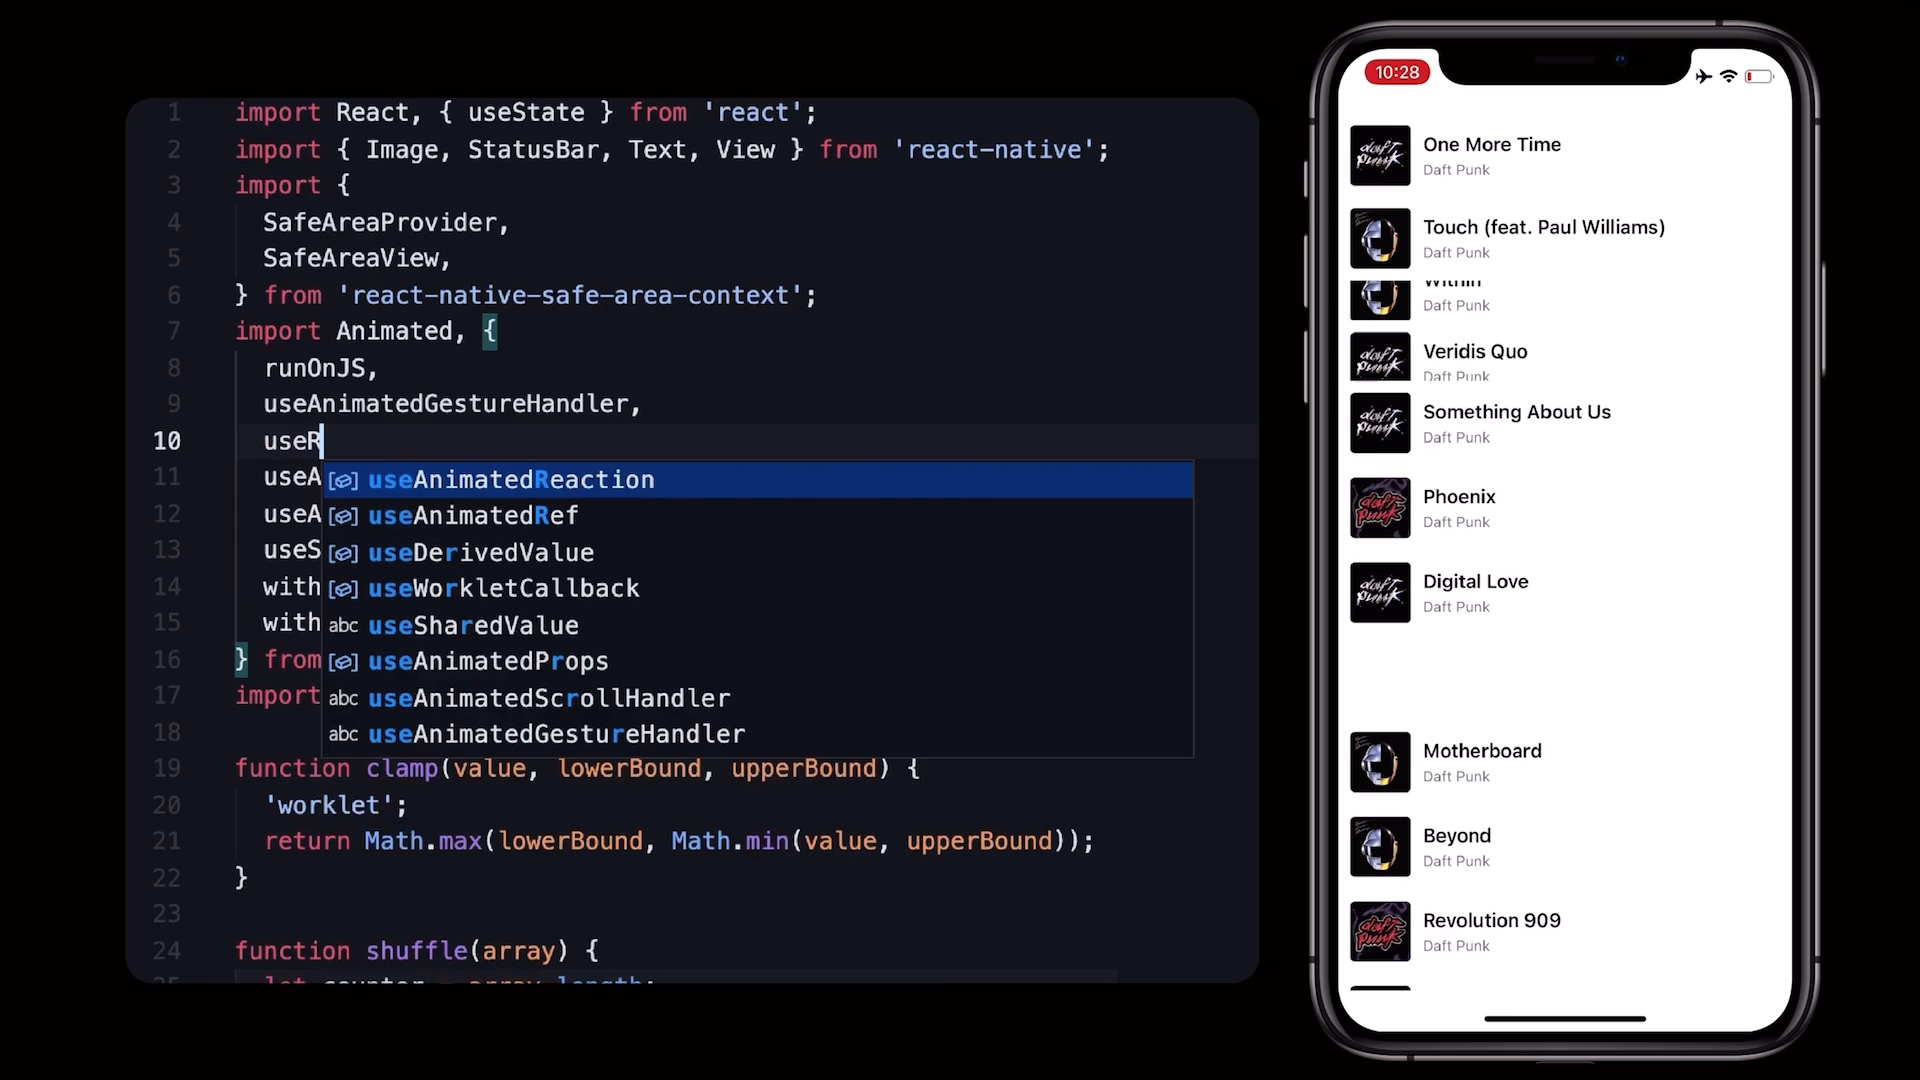 1 import React, { useState } from 'react';
2 import { Image, StatusBar, Text, View } from 'react-native';
3 import {
4 SafeAreaProvider,
5 SafeAreaView,
6 } from 'react-native-safe-area-context';
7 import Animated, {
8 runOnJS,
9 useAnimatedGestureHandler,
10 useR
11 useA
12 useA
13 useS
14 with
15 with
16 } from
17 import
18
19 function clamp(value, lowerBound, upperBound) {
20 'worklet';
21 return Math.max(lowerBound, Math.min(value, upperBound));
22 }
23
24 function shuffle(array) {
25 let counter = array.length;
useAnimatedReaction
useAnimatedRef
useDerivedValue
useWorkletCallback
abc useSharedValue
useAnimatedProps
abc useAnimatedScrollHandler
abc useAnimatedGestureHandler
10:28
One More Time
Daft Punk
Touch (feat. Paul Williams)
Daft Punk
Within
Daft Punk
Veridis Quo
Daft Punk
Something About Us
Daft Punk
Phoenix
Daft Punk
Digital Love
Daft Punk
Motherboard
Daft Punk
Beyond
Daft Punk
Revolution 909
Daft Punk